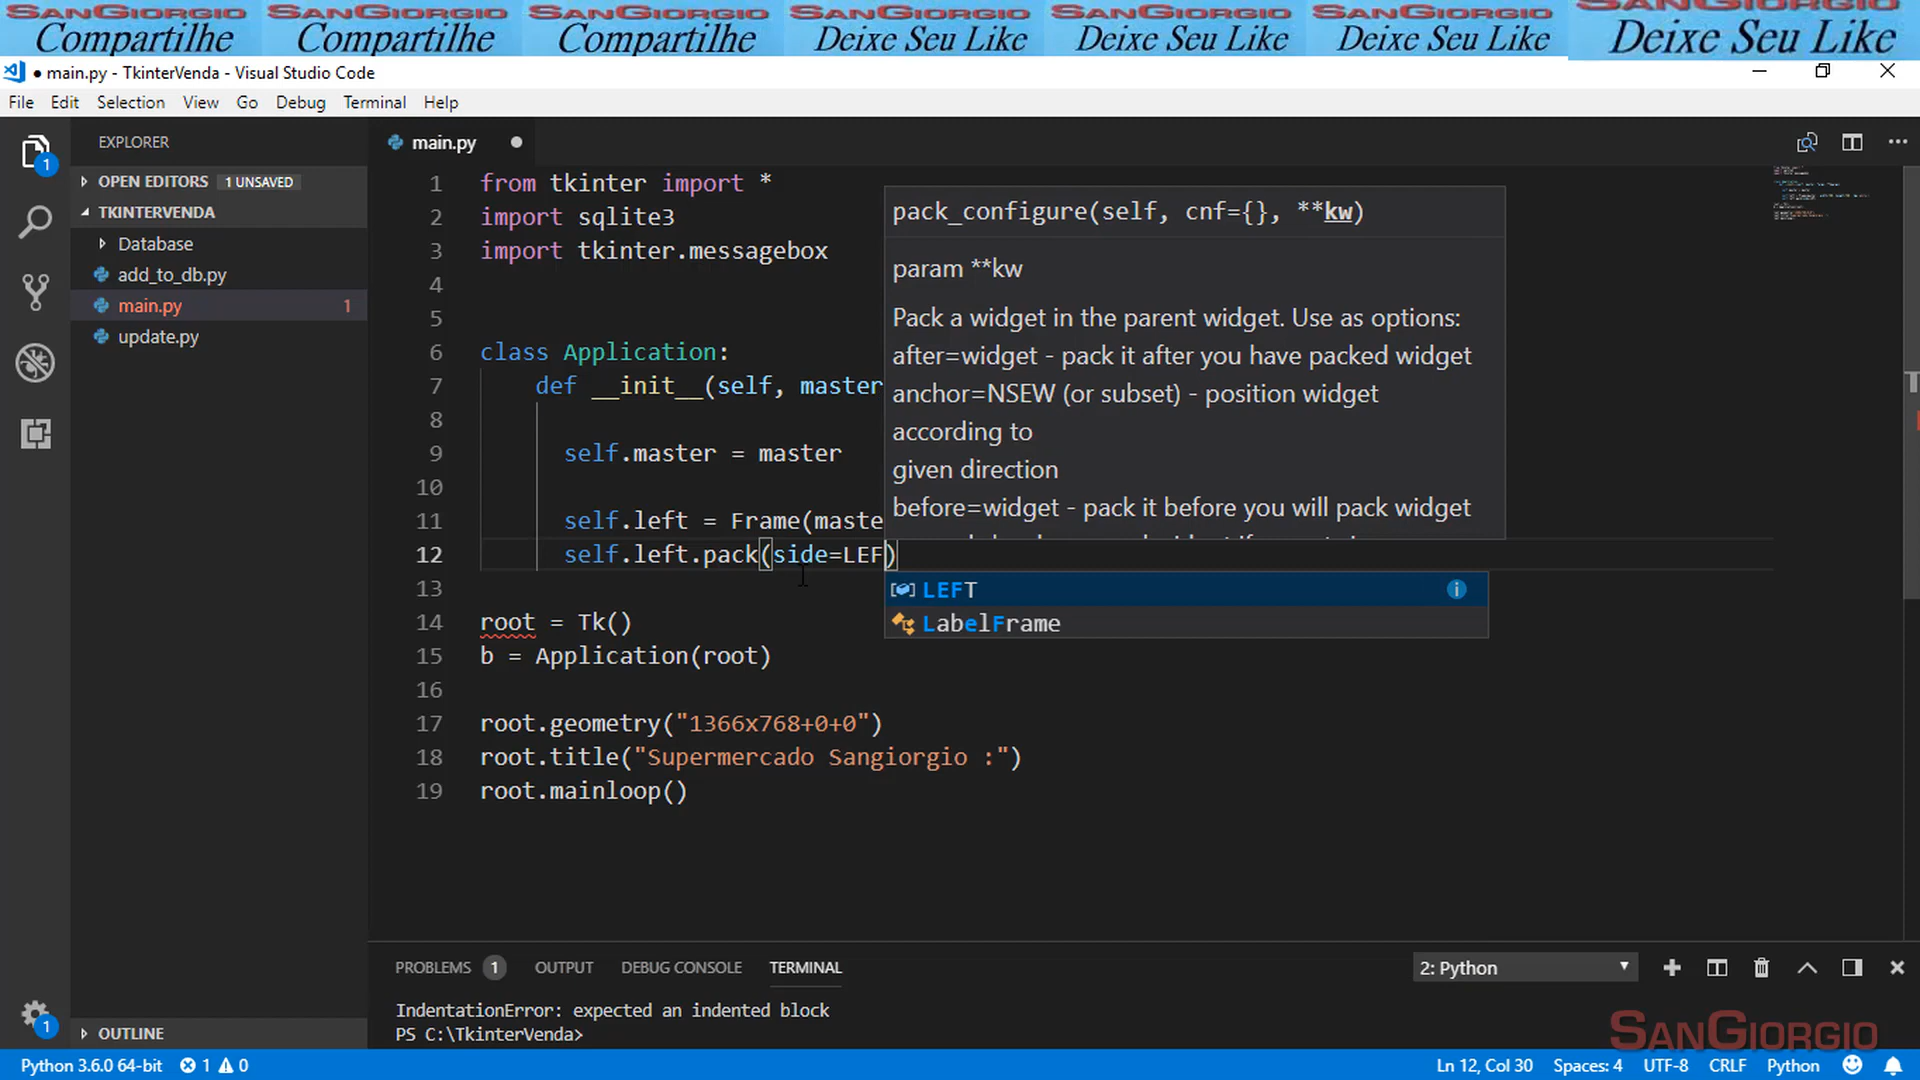 SANGIORGIO SANGIORGIO SANGIORGIO SANGIORGIO SANGIORGIO SANGIORGIO SANGIORGIO
Compartilhe Compartilhe Compartilhe Deixe Seu Like Deixe Seu Like Deixe Seu Like Deixe Seu Like
● main.py - TkinterVenda - Visual Studio Code
File Edit Selection View Go Debug Terminal Help
EXPLORER
OPEN EDITORS 1 UNSAVED
TKINTERVENDA
Database
add_to_db.py
main.py 1
update.py
OUTLINE
1
1
main.py
1 from tkinter import *
2 import sqlite3
3 import tkinter.messagebox
4
5
6 class Application:
7 def __init__(self, master
8
9 self.master = master
10
11 self.left = Frame(maste
12 self.left.pack(side=LEF)
13
14 root = Tk()
15 b = Application(root)
16
17 root.geometry("1366x768+0+0")
18 root.title("Supermercado Sangiorgio :")
19 root.mainloop()
pack_configure(self, cnf={}, **kw)
param **kw
Pack a widget in the parent widget. Use as options:
after=widget - pack it after you have packed widget
anchor=NSEW (or subset) - position widget
according to
given direction
before=widget - pack it before you will pack widget
LEFT
LabelFrame
PROBLEMS 1 OUTPUT DEBUG CONSOLE TERMINAL 2: Python
IndentationError: expected an indented block
PS C:\TkinterVenda>
SANGIORGIO
Python 3.6.0 64-bit 1 0 Ln 12, Col 30 Spaces: 4 UTF-8 CRLF Python